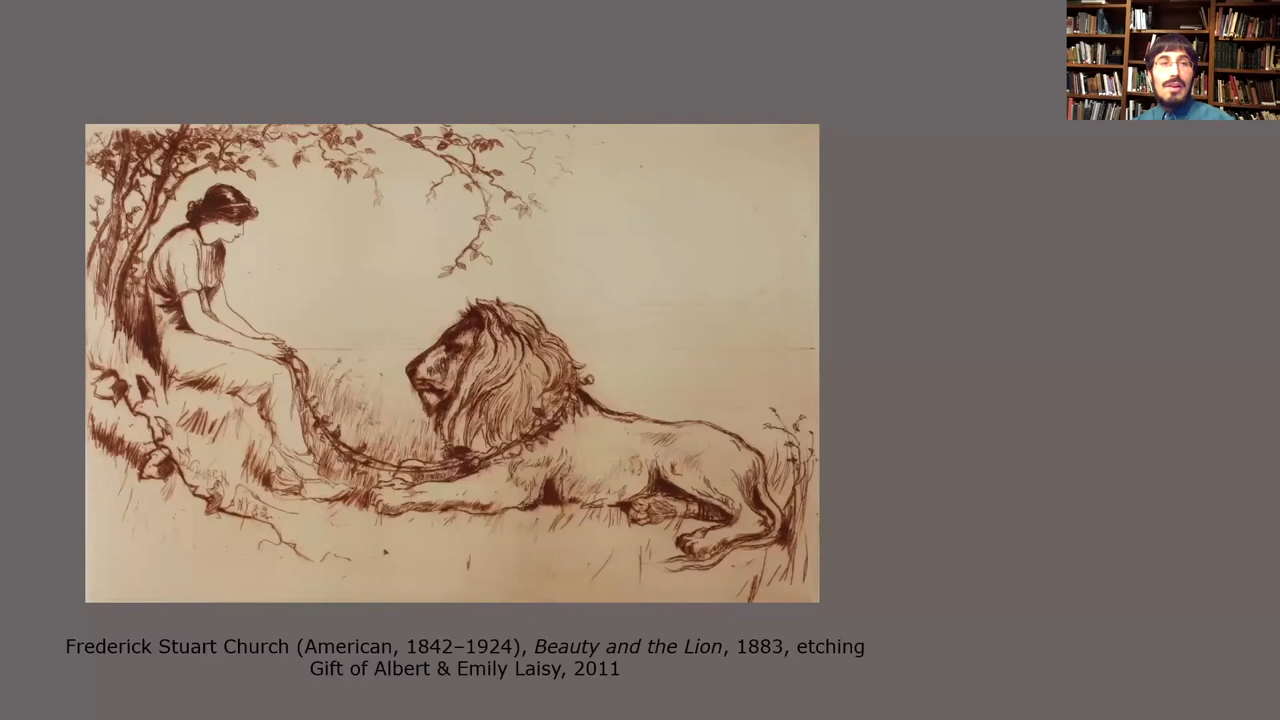 Frederick Stuart Church (American, 1842–1924), Beauty and the Lion, 1883, etching
Gift of Albert & Emily Laisy, 2011